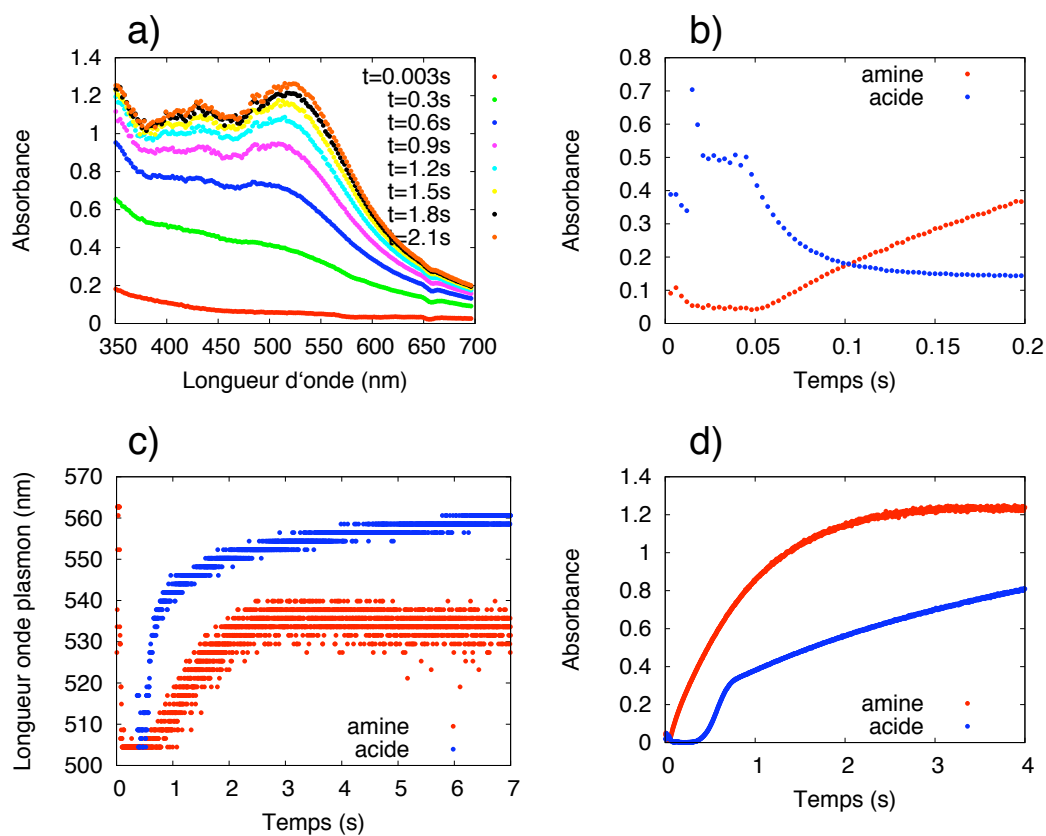 a)
Absorbance
1.4
1.2
1
0.8
0.6
0.4
0.2
0
350 400 450 500 550 600 650 700
Longueur d'onde (nm)
t=0.003s
t=0.3s
t=0.6s
t=0.9s
t=1.2s
t=1.5s
t=1.8s
t=2.1s
b)
Absorbance
0.8
0.7
0.6
0.5
0.4
0.3
0.2
0.1
0
0 0.05 0.1 0.15 0.2
Temps (s)
amine
acide
c)
Longueur onde plasmon (nm)
570
560
550
540
530
520
510
500
0 1 2 3 4 5 6 7
Temps (s)
amine
acide
d)
Absorbance
1.4
1.2
1
0.8
0.6
0.4
0.2
0
0 1 2 3 4
Temps (s)
amine
acide